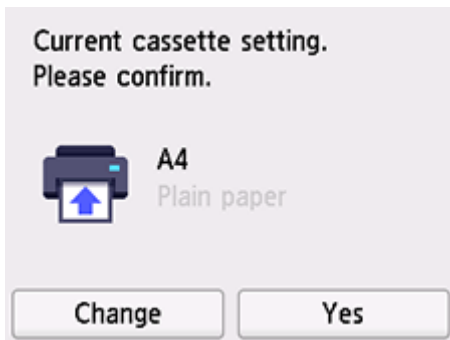 Current cassette setting.
Please confirm.
A4
Plain paper
Change
Yes